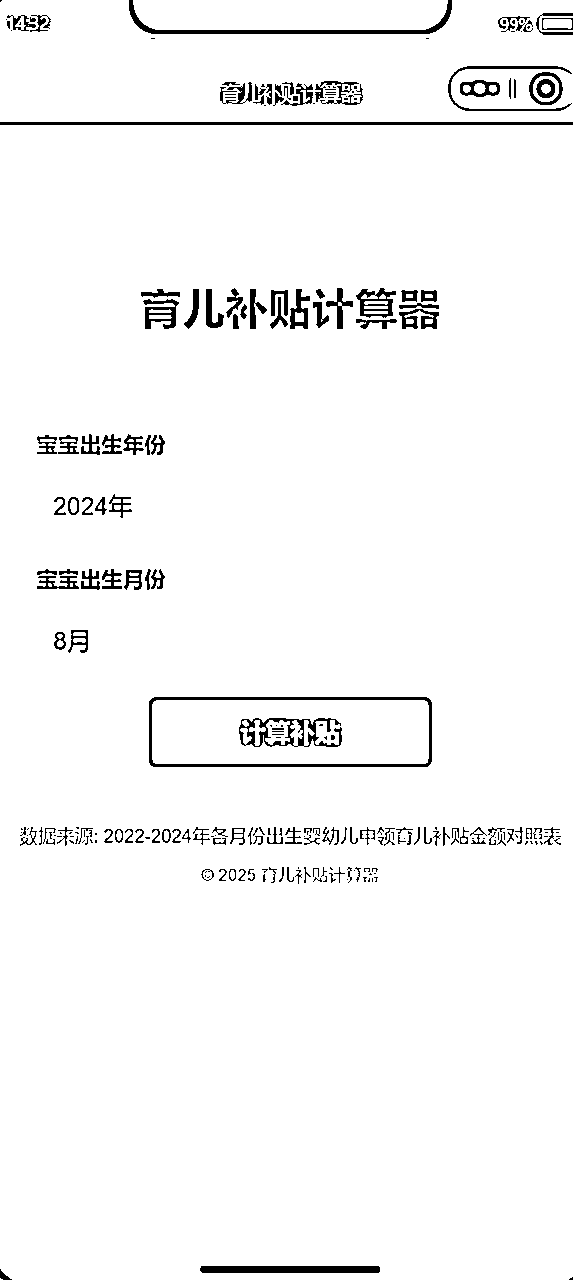 14:32
99%
育儿补贴计算器
育儿补贴计算器
宝宝出生年份
2024年
宝宝出生月份
8月
计算补贴
数据来源: 2022-2024年各月份出生婴幼儿申领育儿补贴金额对照表
© 2025 育儿补贴计算器